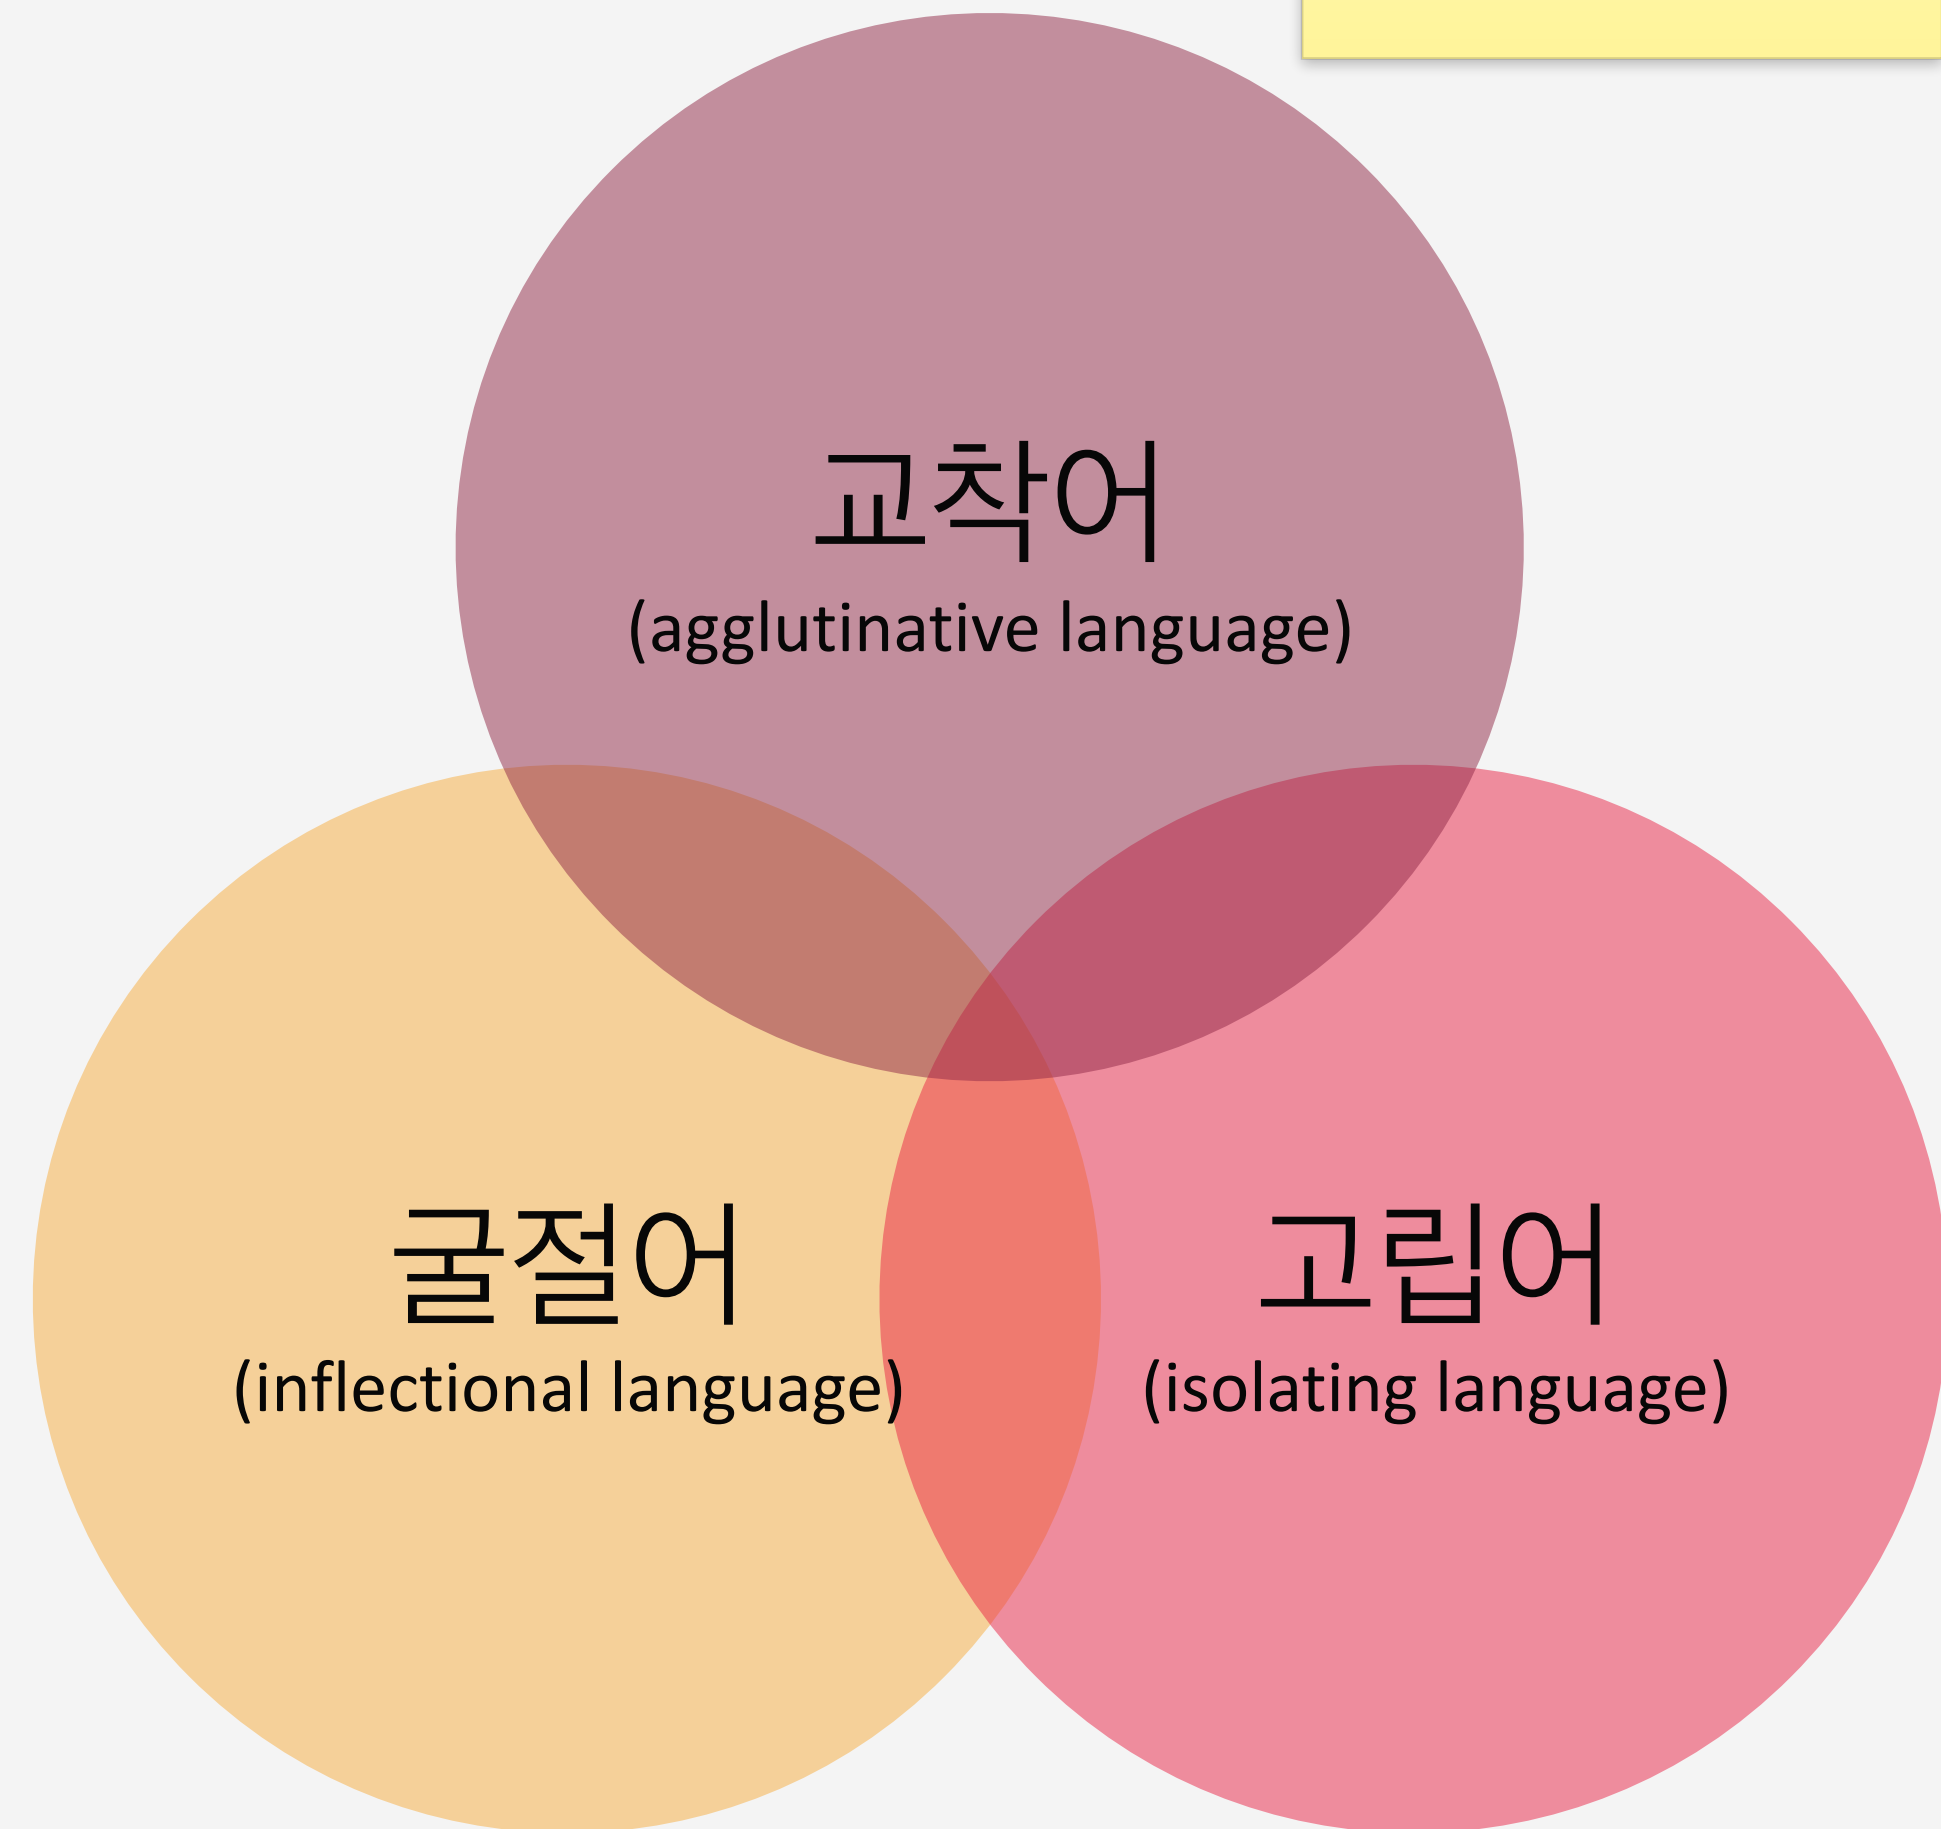 교착어
(agglutinative language)
굴절어
(inflectional language)
고립어
(isolating language)